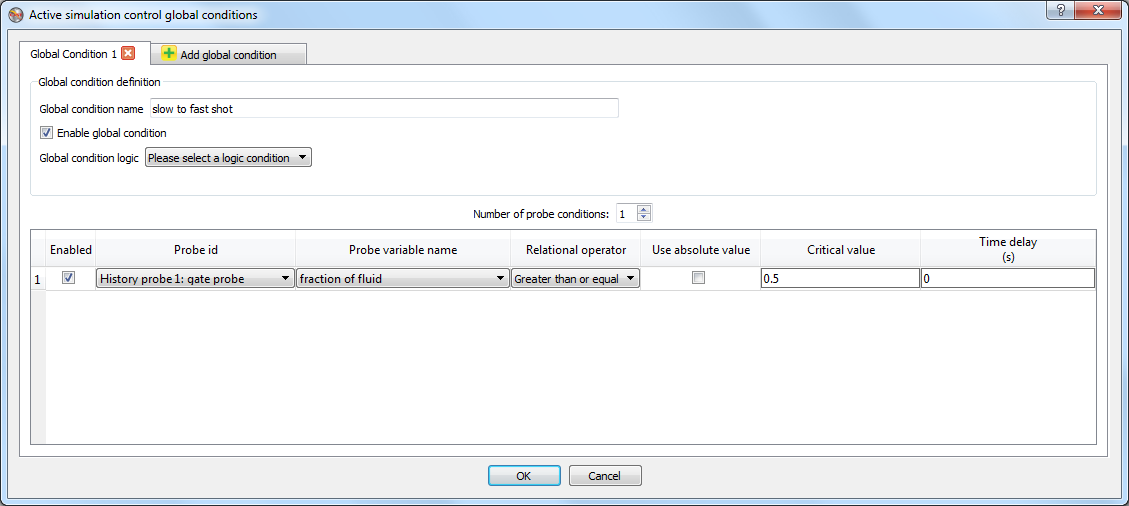 Active simulation control global conditions
?
Global Condition 1 Add global condition
Global condition definition
Global condition name slow to fast shot
Enable global condition
Global condition logic Please select a logic condition
Number of probe conditions: 1
Enabled Probe id Probe variable name Relational operator Use absolute value Critical value Time delay
(s)
1 History probe 1: gate probe fraction of fluid Greater than or equal 0.5 0
OK Cancel